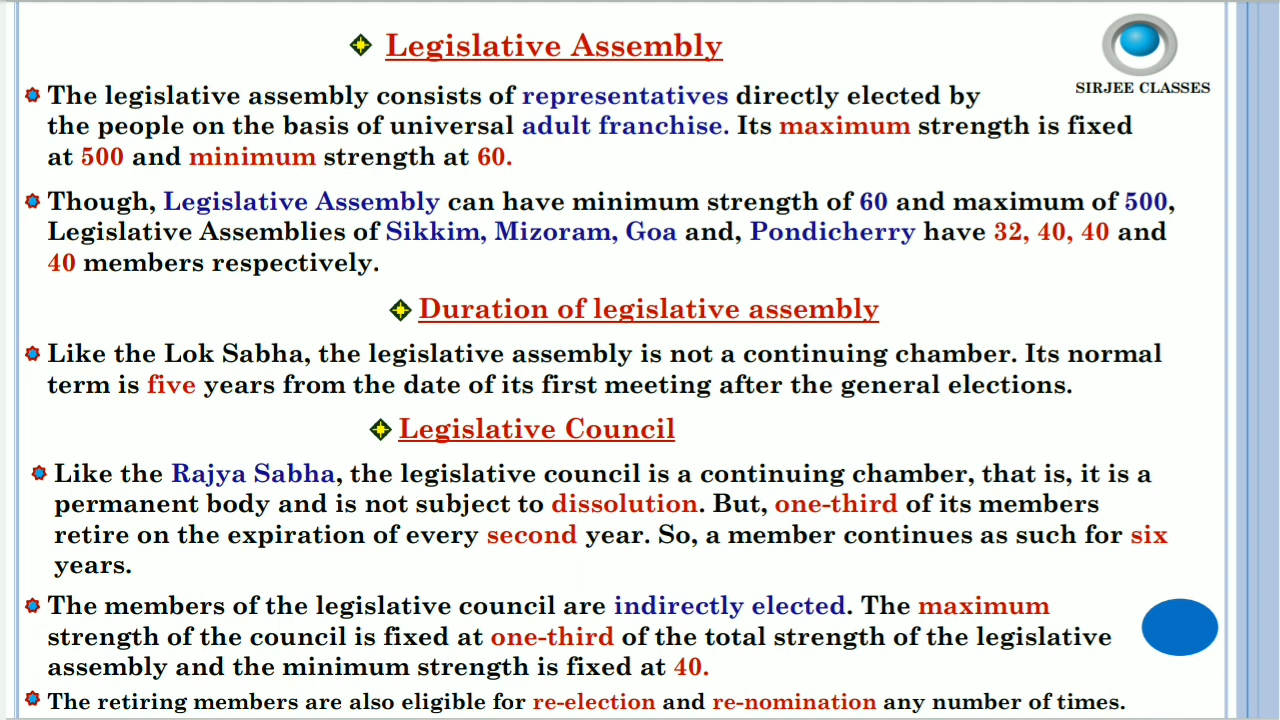 Legislative Assembly
SIRJEE CLASSES
The legislative assembly consists of representatives directly elected by
the people on the basis of universal adult franchise. Its maximum strength is fixed
at 500 and minimum strength at 60.
Though, Legislative Assembly can have minimum strength of 60 and maximum of 500,
Legislative Assemblies of Sikkim, Mizoram, Goa and, Pondicherry have 32, 40, 40 and
40 members respectively.
Duration of legislative assembly
Like the Lok Sabha, the legislative assembly is not a continuing chamber. Its normal
term is five years from the date of its first meeting after the general elections.
Legislative Council
Like the Rajya Sabha, the legislative council is a continuing chamber, that is, it is a
permanent body and is not subject to dissolution. But, one-third of its members
retire on the expiration of every second year. So, a member continues as such for six
years.
The members of the legislative council are indirectly elected. The maximum
strength of the council is fixed at one-third of the total strength of the legislative
assembly and the minimum strength is fixed at 40.
The retiring members are also eligible for re-election and re-nomination any number of times.